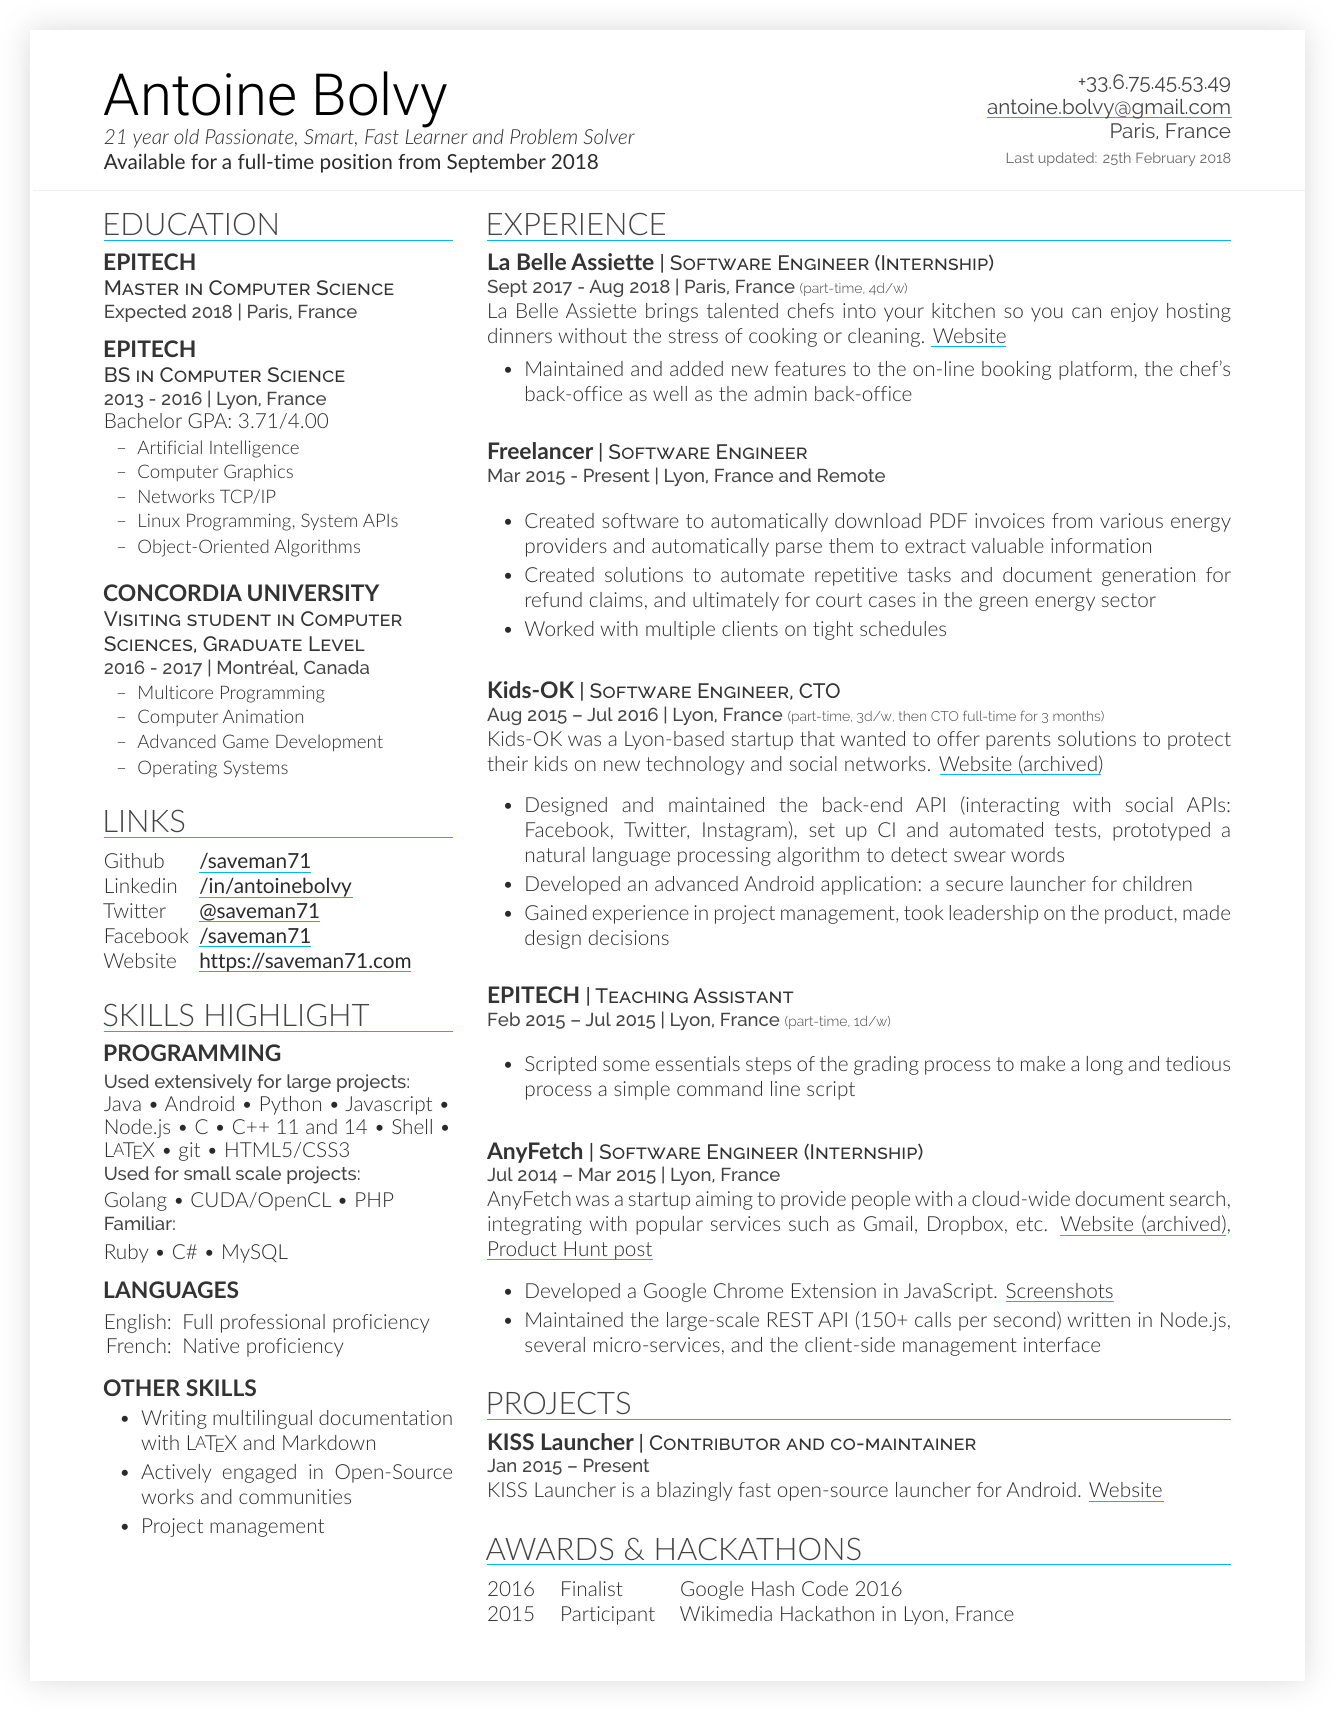 Antoine Bolvy
21 year old Passionate, Smart, Fast Learner and Problem Solver
Available for a full-time position from September 2018
+33.6.75.45.53.49
antoine.bolvy@gmail.com
Paris, France
Last updated: 25th February 2018
EDUCATION
EPITECH
Master in Computer Science
Expected 2018 | Paris, France
EPITECH
BS in Computer Science
2013 - 2016 | Lyon, France
Bachelor GPA: 3.71/4.00
– Artificial Intelligence
– Computer Graphics
– Networks TCP/IP
– Linux Programming, System APIs
– Object-Oriented Algorithms
CONCORDIA UNIVERSITY
Visiting student in Computer
Sciences, Graduate Level
2016 - 2017 | Montréal, Canada
– Multicore Programming
– Computer Animation
– Advanced Game Development
– Operating Systems
LINKS
Github /saveman71
Linkedin /in/antoinebolvy
Twitter @saveman71
Facebook /saveman71
Website https://saveman71.com
SKILLS HIGHLIGHT
PROGRAMMING
Used extensively for large projects:
Java • Android • Python • Javascript •
Node.js • C • C++ 11 and 14 • Shell •
LATEX • git • HTML5/CSS3
Used for small scale projects:
Golang • CUDA/OpenCL • PHP
Familiar:
Ruby • C# • MySQL
LANGUAGES
English: Full professional proficiency
French: Native proficiency
OTHER SKILLS
• Writing multilingual documentation
with LATEX and Markdown
• Actively engaged in Open-Source
works and communities
• Project management
EXPERIENCE
La Belle Assiette | Software Engineer (Internship)
Sept 2017 - Aug 2018 | Paris, France (part-time, 4d/w)
La Belle Assiette brings talented chefs into your kitchen so you can enjoy hosting
dinners without the stress of cooking or cleaning. Website
• Maintained and added new features to the on-line booking platform, the chef’s
back-office as well as the admin back-office
Freelancer | Software Engineer
Mar 2015 - Present | Lyon, France and Remote
• Created software to automatically download PDF invoices from various energy
providers and automatically parse them to extract valuable information
• Created solutions to automate repetitive tasks and document generation for
refund claims, and ultimately for court cases in the green energy sector
• Worked with multiple clients on tight schedules
Kids-OK | Software Engineer, CTO
Aug 2015 – Jul 2016 | Lyon, France (part-time, 3d/w, then CTO full-time for 3 months)
Kids-OK was a Lyon-based startup that wanted to offer parents solutions to protect
their kids on new technology and social networks. Website (archived)
• Designed and maintained the back-end API (interacting with social APIs:
Facebook, Twitter, Instagram), set up CI and automated tests, prototyped a
natural language processing algorithm to detect swear words
• Developed an advanced Android application: a secure launcher for children
• Gained experience in project management, took leadership on the product, made
design decisions
EPITECH | Teaching Assistant
Feb 2015 – Jul 2015 | Lyon, France (part-time, 1d/w)
• Scripted some essentials steps of the grading process to make a long and tedious
process a simple command line script
AnyFetch | Software Engineer (Internship)
Jul 2014 – Mar 2015 | Lyon, France
AnyFetch was a startup aiming to provide people with a cloud-wide document search,
integrating with popular services such as Gmail, Dropbox, etc. Website (archived),
Product Hunt post
• Developed a Google Chrome Extension in JavaScript. Screenshots
• Maintained the large-scale REST API (150+ calls per second) written in Node.js,
several micro-services, and the client-side management interface
PROJECTS
KISS Launcher | Contributor and co-maintainer
Jan 2015 – Present
KISS Launcher is a blazingly fast open-source launcher for Android. Website
AWARDS & HACKATHONS
2016 Finalist Google Hash Code 2016
2015 Participant Wikimedia Hackathon in Lyon, France